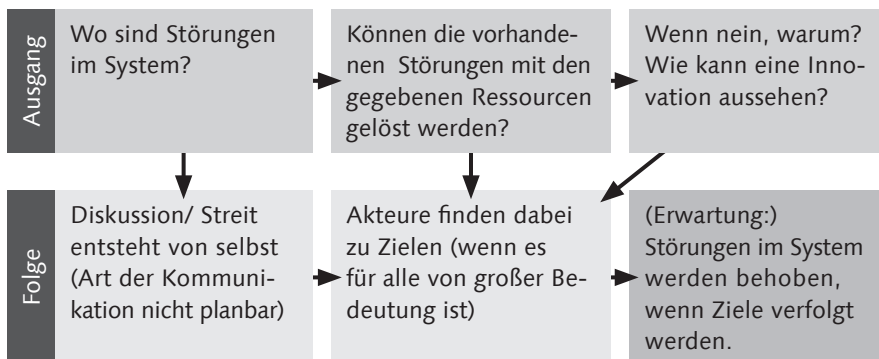 Ausgang
Wo sind Störungen
im System?
Können die vorhande-
nen Störungen mit den
gegebenen Ressourcen
gelöst werden?
Wenn nein, warum?
Wie kann eine Inno-
vation aussehen?
Folge
Diskussion/ Streit
entsteht von selbst
(Art der Kommuni-
kation nicht planbar)
Akteure finden dabei
zu Zielen (wenn es
für alle von großer Be-
deutung ist)
(Erwartung:)
Störungen im System
werden behoben,
wenn Ziele verfolgt
werden.